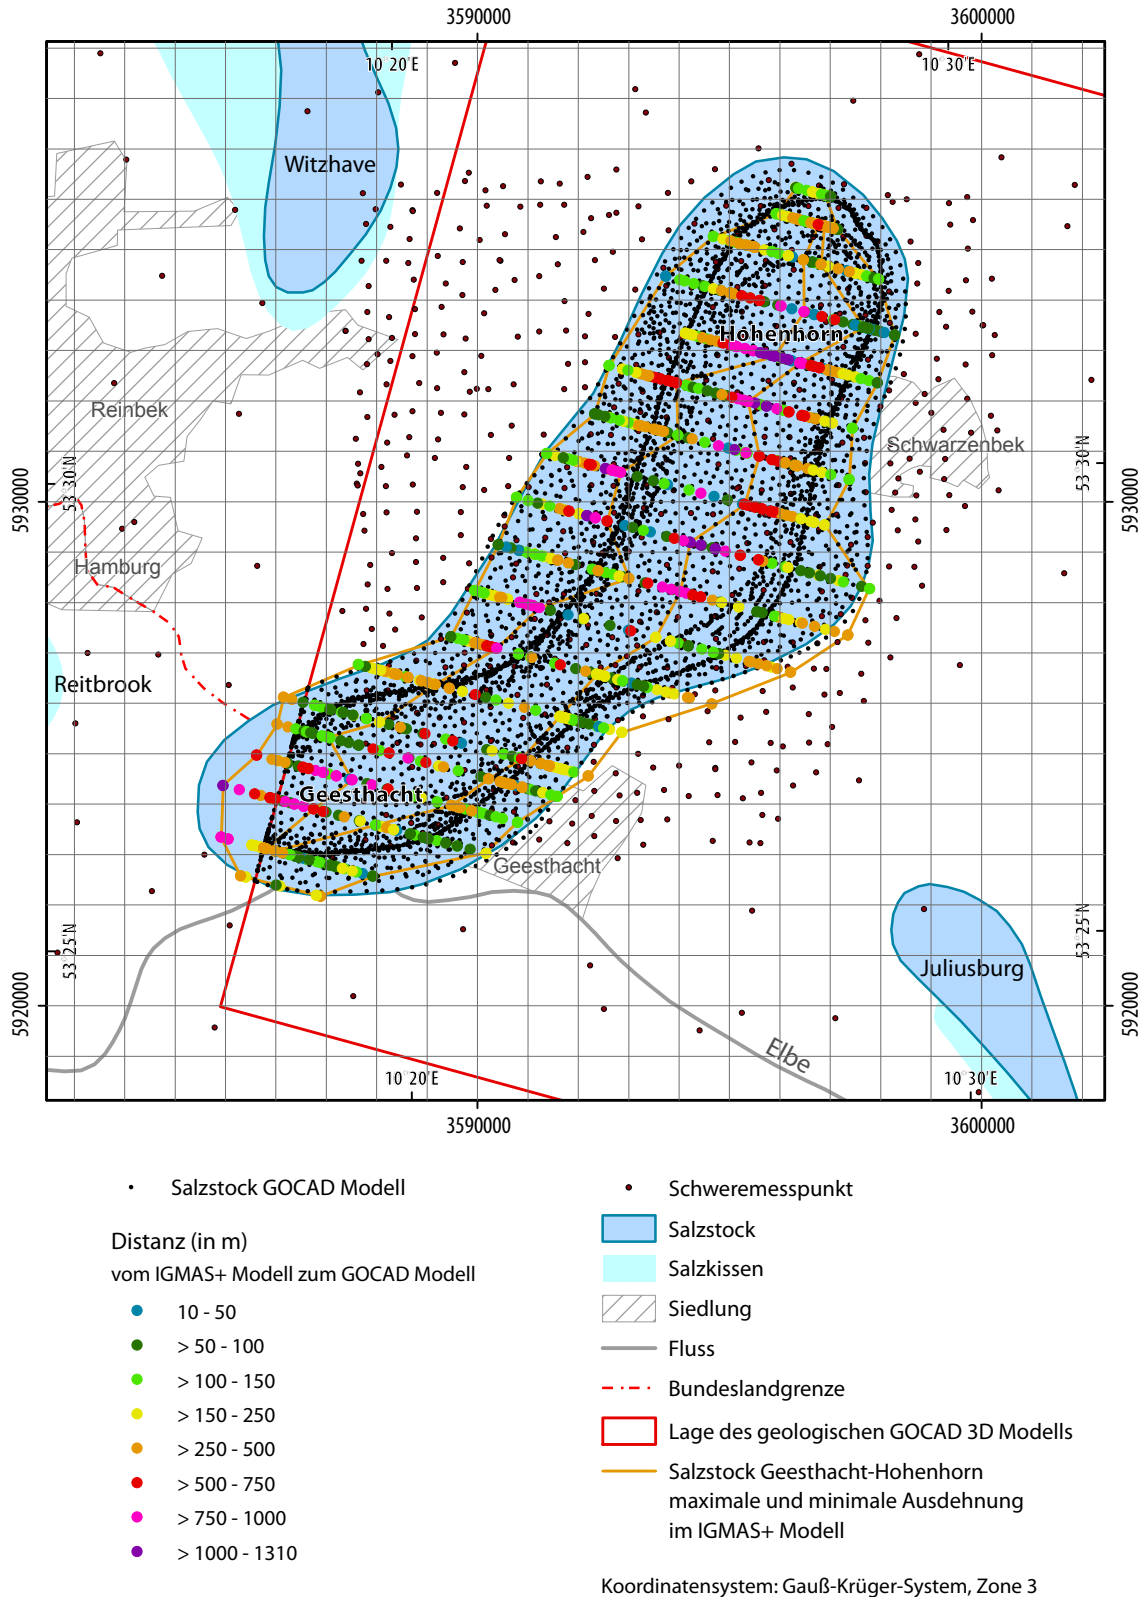 3590000
3600000
10°20'E
10°30'E
Witzhave
Hohenhorn
Reinbek
Schwarzenbek
53°30'N
53°30'N
5930000
5930000
Hamburg
Reitbrook
Geesthacht
Geesthacht
53°25'N
53°25'N
Juliusburg
5920000
5920000
Elbe
10°20'E
10°30'E
3590000
3600000
Salzstock GOCAD Modell
Distanz (in m)
vom IGMAS+ Modell zum GOCAD Modell
10 - 50
> 50 - 100
> 100 - 150
> 150 - 250
> 250 - 500
> 500 - 750
> 750 - 1000
> 1000 - 1310
Schweremesspunkt
Salzstock
Salzkissen
Siedlung
Fluss
Bundeslandgrenze
Lage des geologischen GOCAD 3D Modells
Salzstock Geesthacht-Hohenhorn
maximale und minimale Ausdehnung
im IGMAS+ Modell
Koordinatensystem: Gauß-Krüger-System, Zone 3